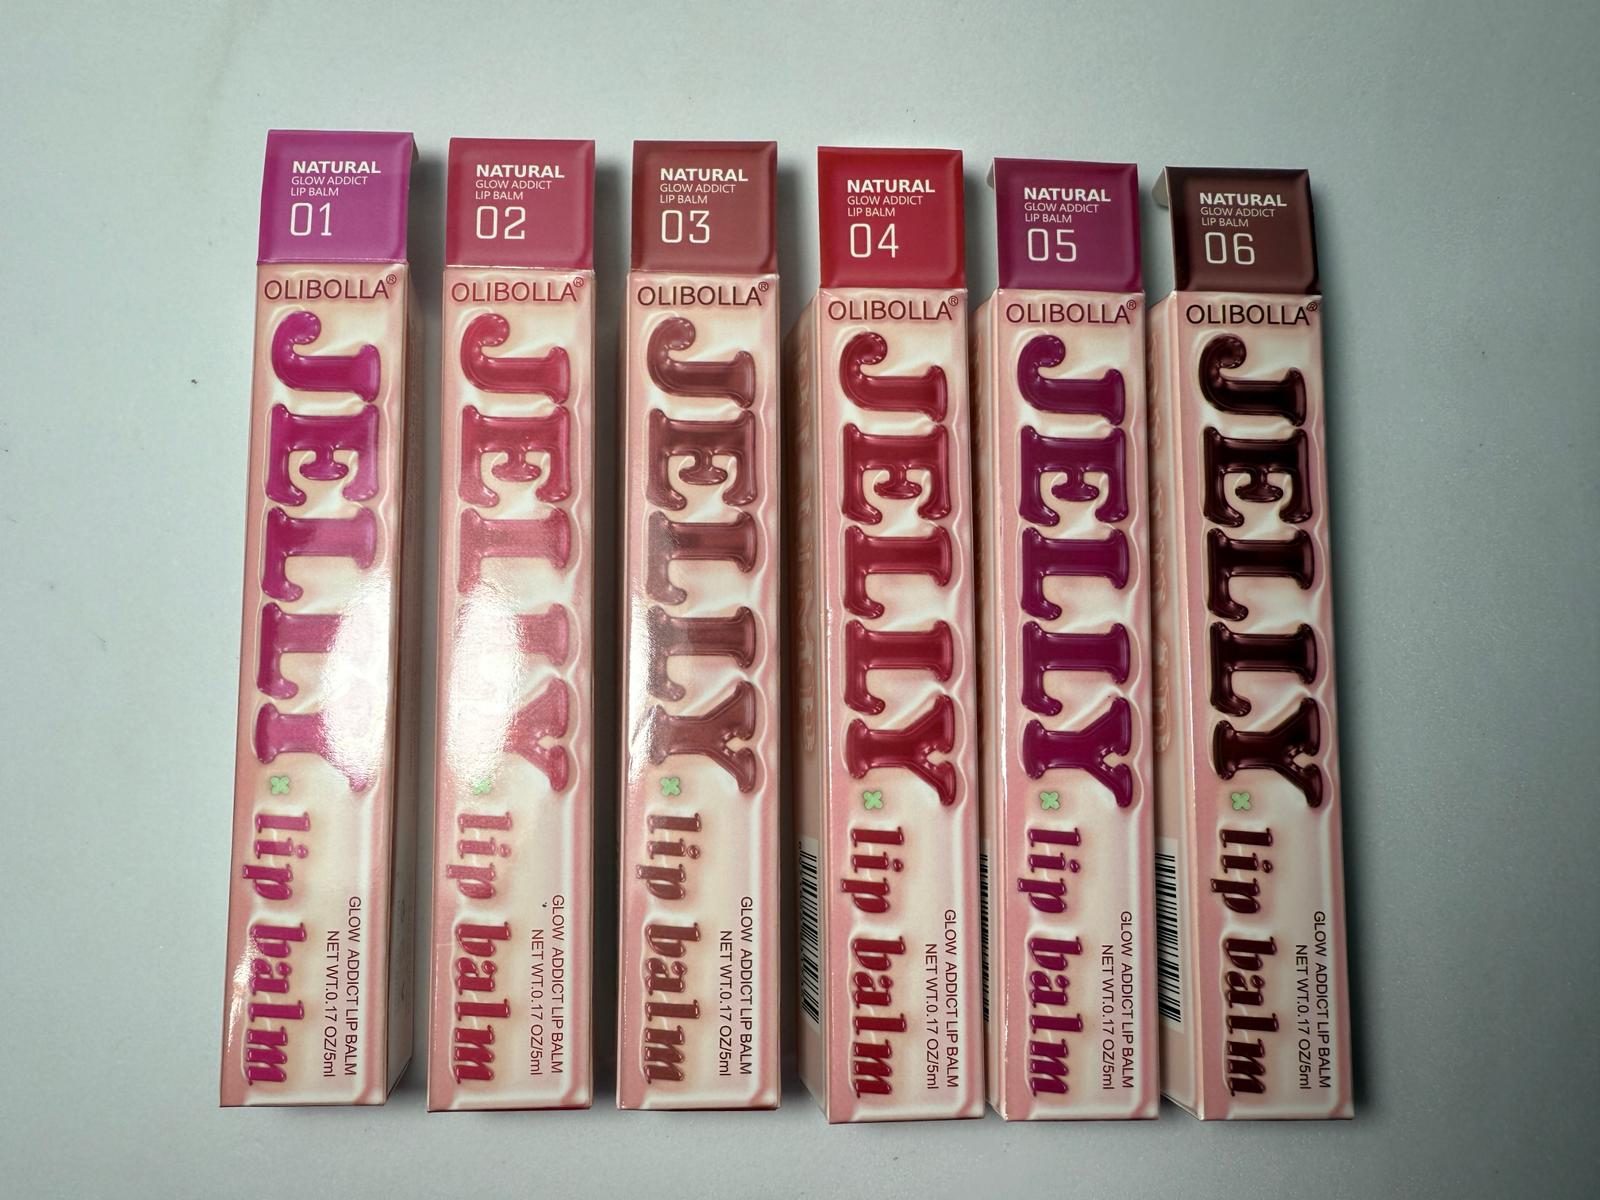 NATURAL
GLOW ADDICT
LIP BALM
01
OLIBOLLA®
JELLY
lip balm
GLOW ADDICT LIP BALM
NET WT.0.17 OZ/5ml
NATURAL
GLOW ADDICT
LIP BALM
02
OLIBOLLA®
JELLY
lip balm
GLOW ADDICT LIP BALM
NET WT.0.17 OZ/5ml
NATURAL
GLOW ADDICT
LIP BALM
03
OLIBOLLA®
JELLY
lip balm
GLOW ADDICT LIP BALM
NET WT.0.17 OZ/5ml
NATURAL
GLOW ADDICT
LIP BALM
04
OLIBOLLA®
JELLY
lip balm
GLOW ADDICT LIP BALM
NET WT.0.17 OZ/5ml
NATURAL
GLOW ADDICT
LIP BALM
05
OLIBOLLA®
JELLY
lip balm
GLOW ADDICT LIP BALM
NET WT.0.17 OZ/5ml
NATURAL
GLOW ADDICT
LIP BALM
06
OLIBOLLA®
JELLY
lip balm
GLOW ADDICT LIP BALM
NET WT.0.17 OZ/5ml